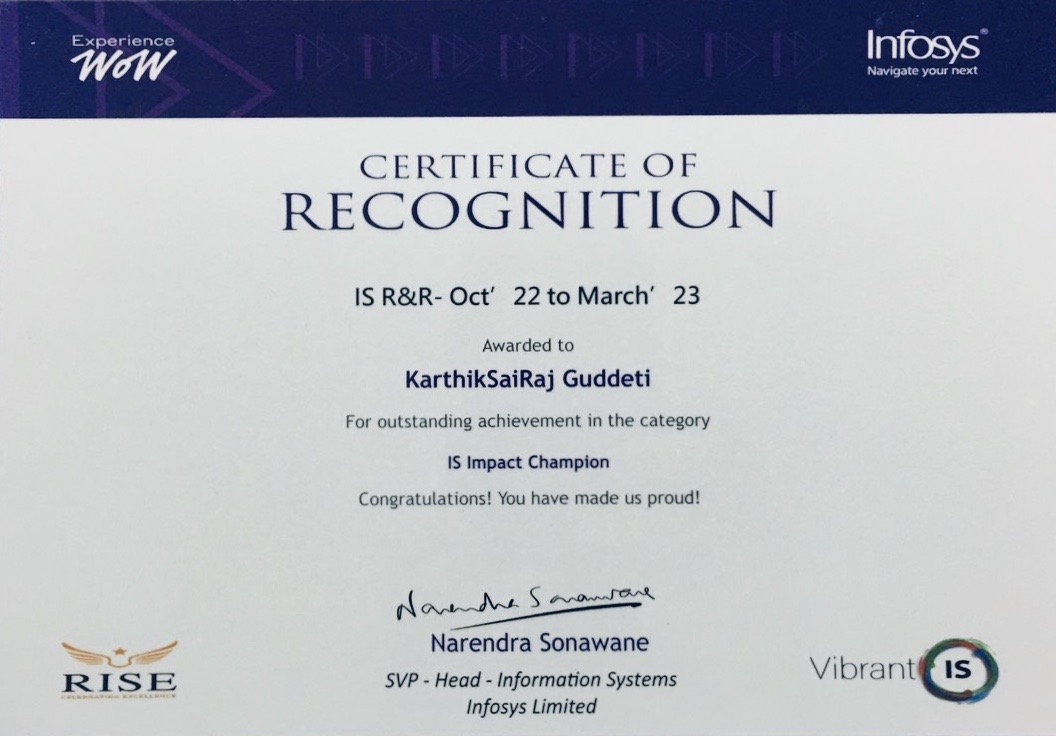 Experience
WoW
Infosys®
Navigate your next
CERTIFICATE OF
RECOGNITION
IS R&R- Oct' 22 to March' 23
Awarded to
KarthikSaiRaj Guddeti
For outstanding achievement in the category
IS Impact Champion
Congratulations! You have made us proud!
Narendra Sonawane
Narendra Sonawane
SVP - Head - Information Systems
Infosys Limited
RISE
CELEBRATING EXCELLENCE
Vibrant IS